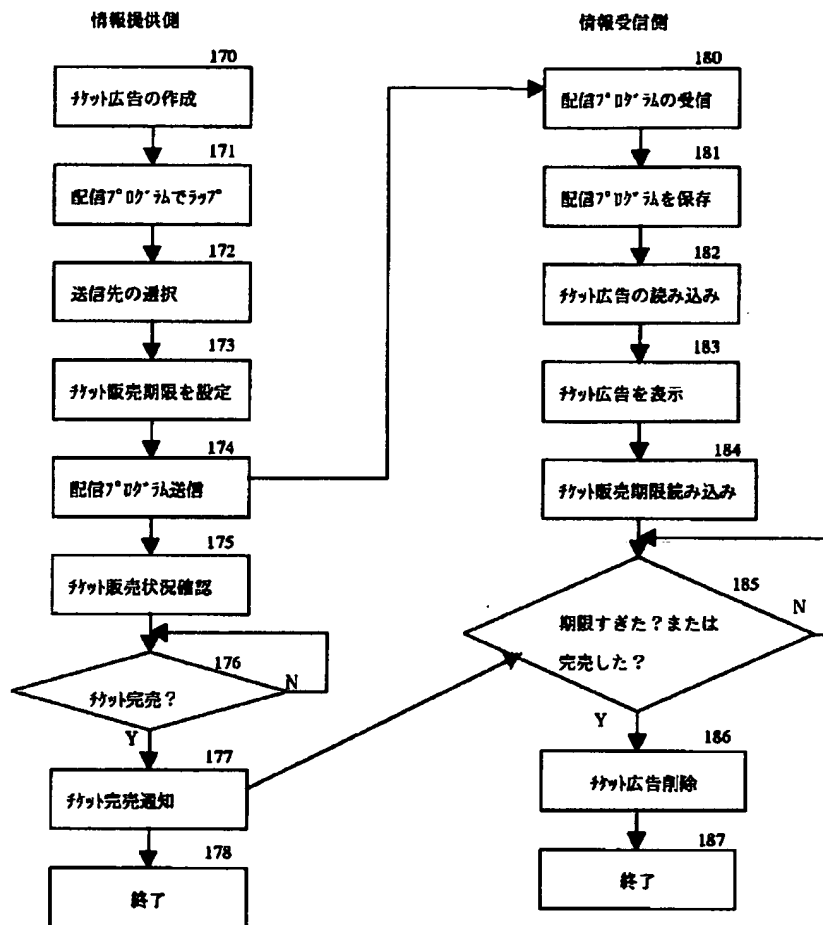 情報提供側
170
チケット広告の作成
171
配信プログラムでラップ
172
送信先の選択
173
チケット販売期限を設定
174
配信プログラム送信
175
チケット販売状況確認
176
チケット完売?
N
Y
177
チケット完売通知
178
終了
情報受信側
180
配信プログラムの受信
181
配信プログラムを保存
182
チケット広告の読み込み
183
チケット広告を表示
184
チケット販売期限読み込み
185
期限すぎた?または
完売した?
N
Y
186
チケット広告削除
187
終了